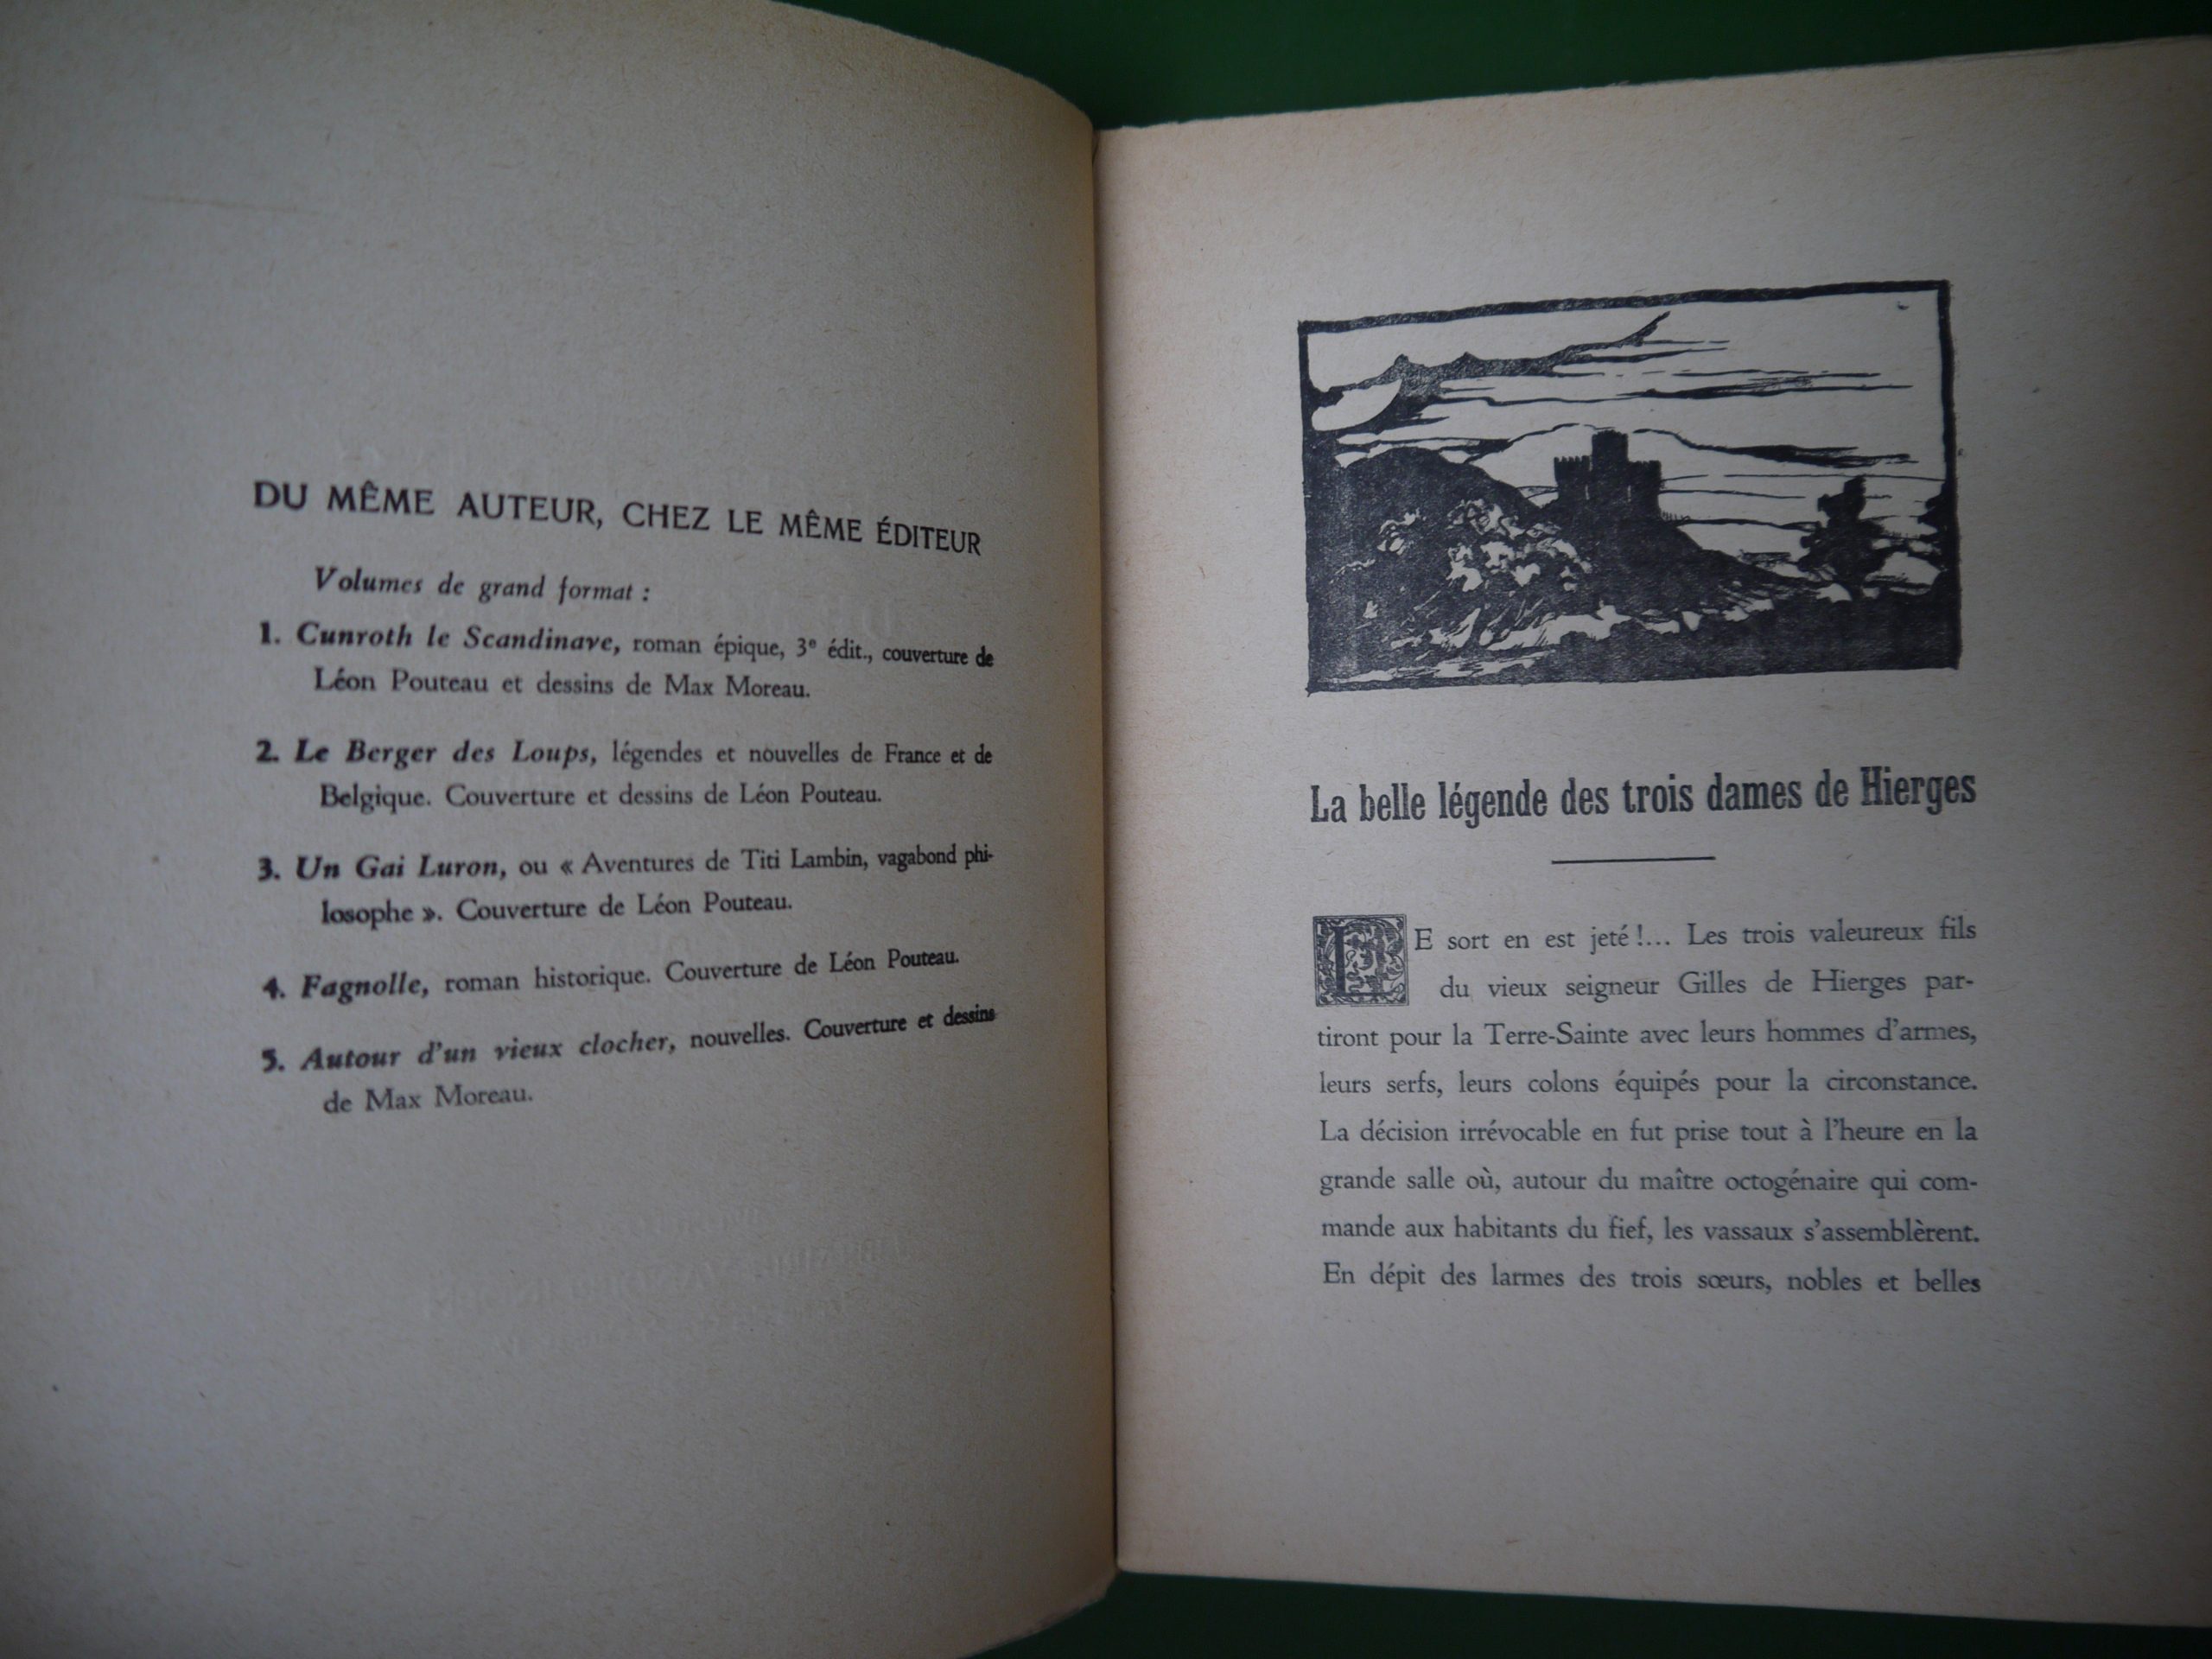 DU MÊME AUTEUR, CHEZ LE MÊME ÉDITEUR
Volumes de grand format :
1. Cunroth le Scandinave, roman épique, 3e édit., couverture de
Léon Pouteau et dessins de Max Moreau.
2. Le Berger des Loups, légendes et nouvelles de France et de
Belgique. Couverture et dessins de Léon Pouteau.
3. Un Gai Luron, ou « Aventures de Titi Lambin, vagabond phi-
losophe ». Couverture de Léon Pouteau.
4. Fagnolle, roman historique. Couverture de Léon Pouteau.
5. Autour d'un vieux clocher, nouvelles. Couverture et dessins
de Max Moreau.
La belle légende des trois dames de Hierges
LE sort en est jeté !... Les trois valeureux fils
du vieux seigneur Gilles de Hierges par-
tiront pour la Terre-Sainte avec leurs hommes d'armes,
leurs serfs, leurs colons équipés pour la circonstance.
La décision irrévocable en fut prise tout à l'heure en la
grande salle où, autour du maître octogénaire qui com-
mande aux habitants du fief, les vassaux s'assemblèrent.
En dépit des larmes des trois sœurs, nobles et belles